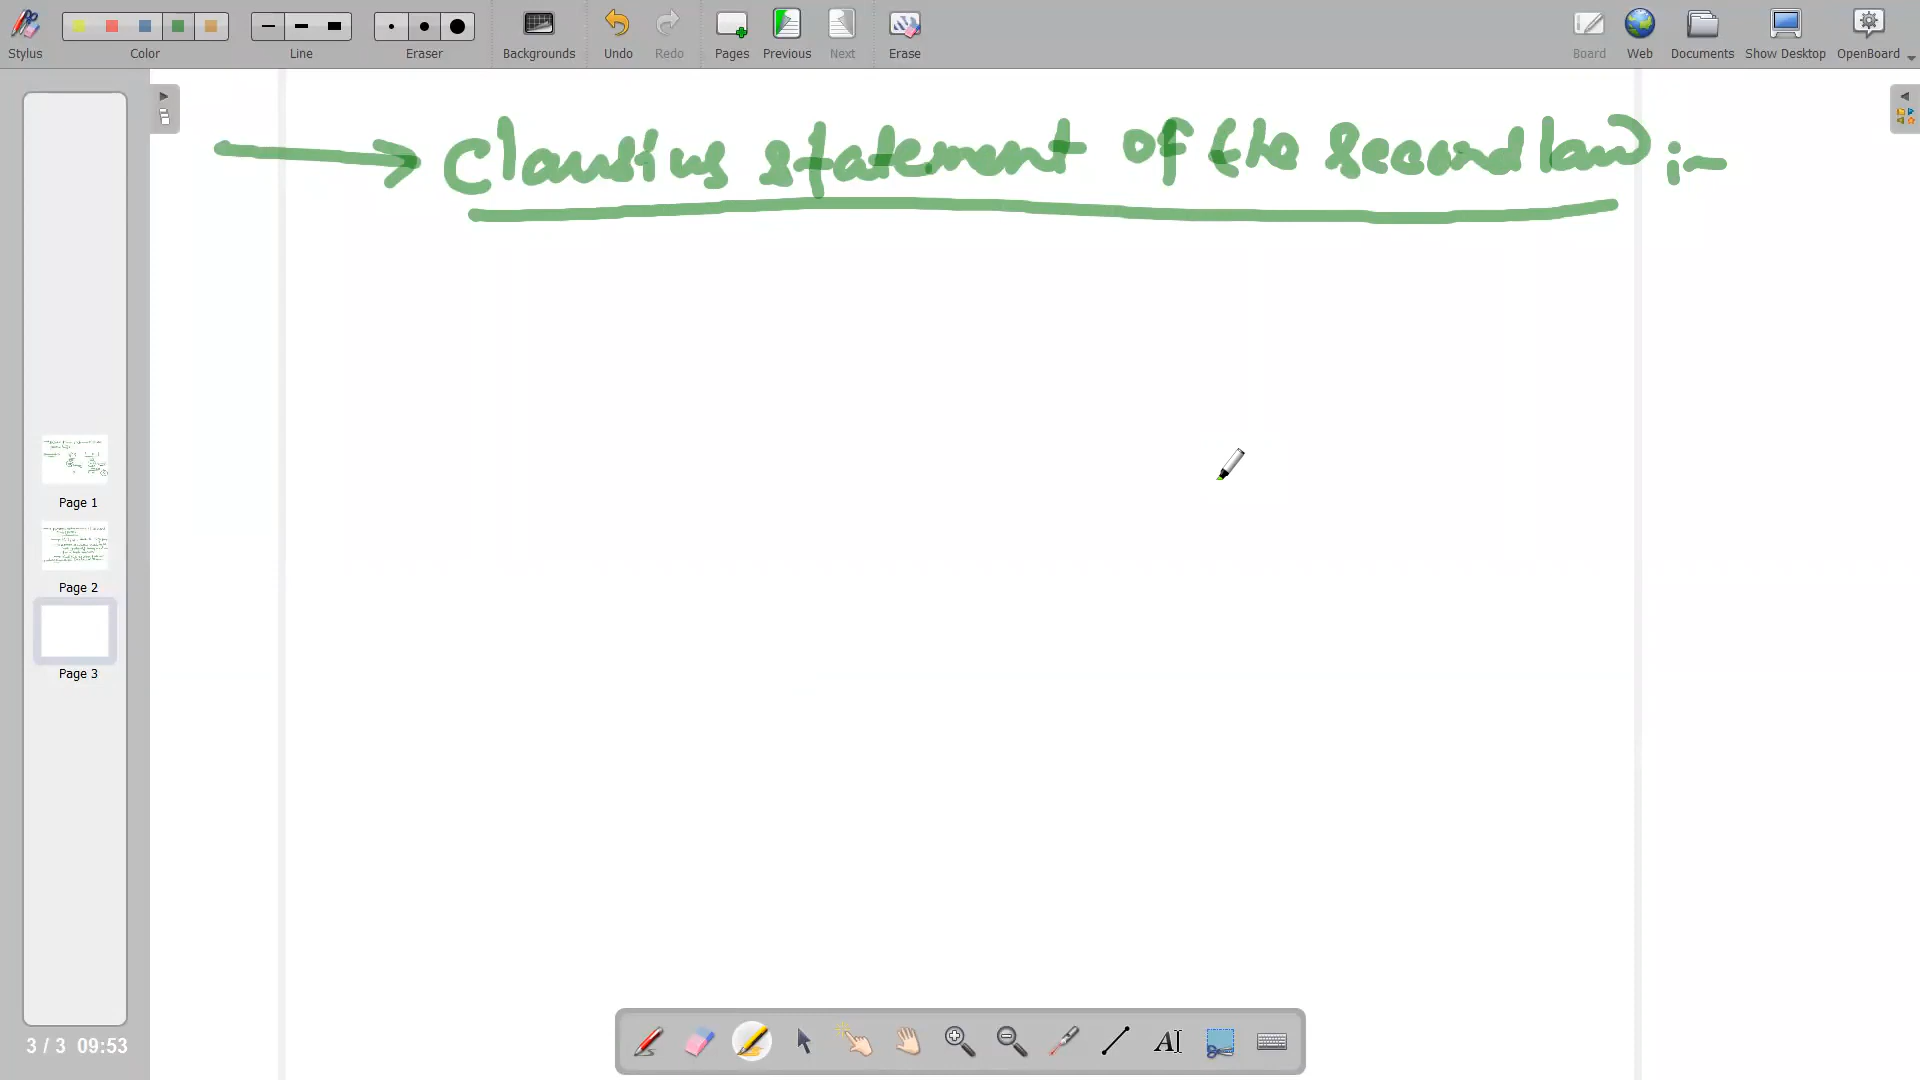 Stylus
Color
Line
Eraser
Backgrounds
Undo
Redo
Pages
Previous
Next
Erase
Board
Web
Documents
Show Desktop
OpenBoard
→ Clausius statement of the second law :-
Page 1
Page 2
Page 3
3 / 3 09:53